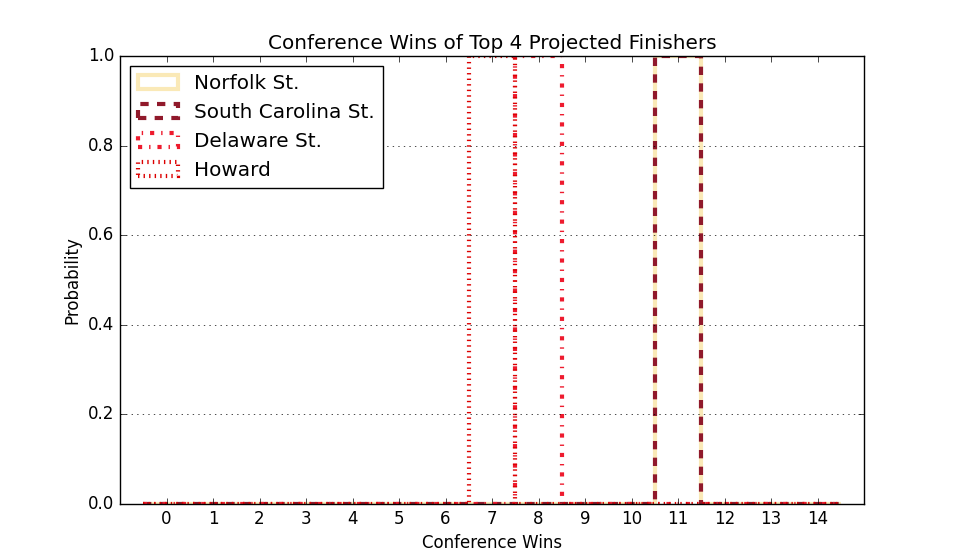 Conference Wins of Top 4 Projected Finishers
1.0
0.8
0.6
0.4
0.2
0.0
Probability
Norfolk St.
South Carolina St.
Delaware St.
Howard
0 1 2 3 4 5 6 7 8 9 10 11 12 13 14
Conference Wins